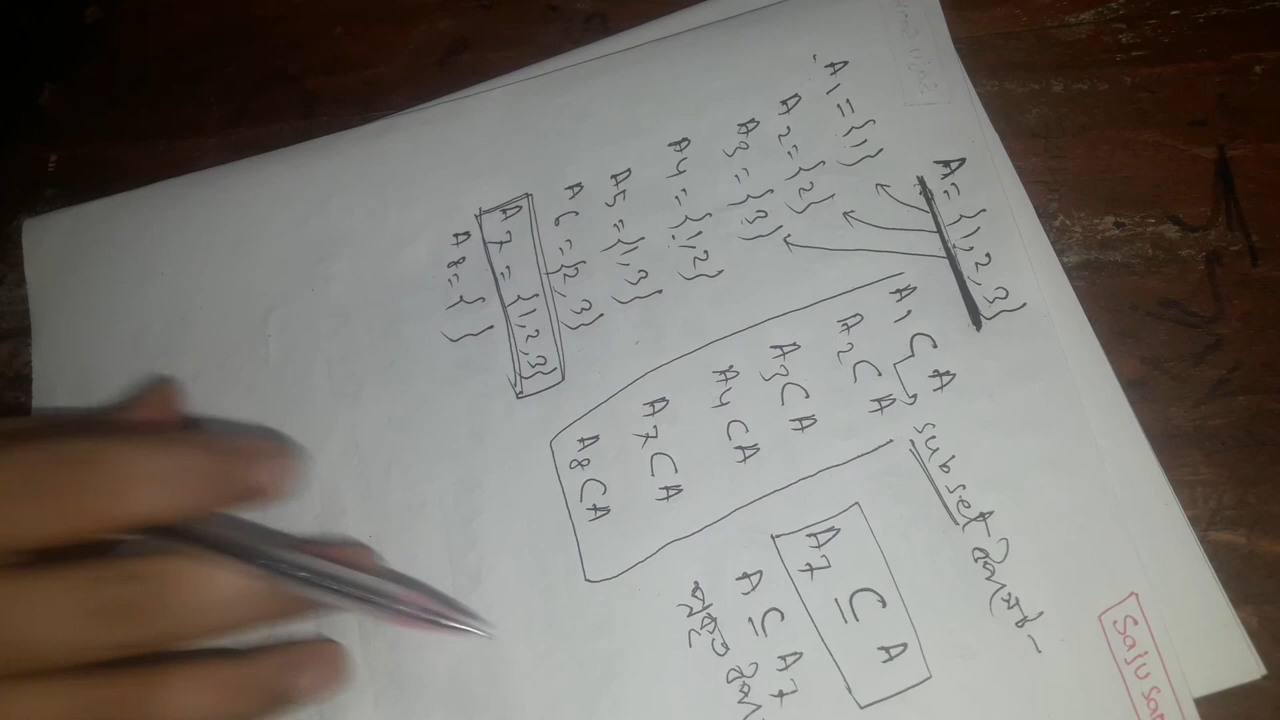 A = {1,2,3}
A1 = {1}
A2 = {2}
A3 = {3}
A4 = {1,2}
A5 = {1,3}
A6 = {2,3}
A7 = {1,2,3}
A8 = { }
A1 ⊂ A
subset
A2 ⊂ A
A3 ⊂ A
A4 ⊂ A
A7 ⊂ A
A8 ⊂ A
A7 ⊆ A
A ⊆ A7